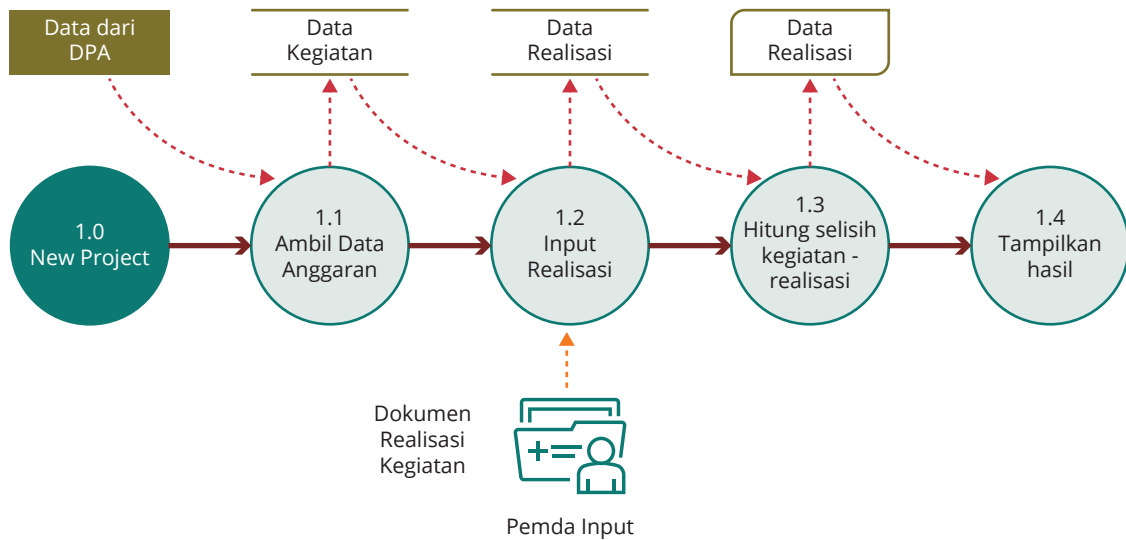 Data dari
DPA
Data
Kegiatan
Data
Realisasi
Data
Realisasi
1.0
New Project
1.1
Ambil Data
Anggaran
1.2
Input
Realisasi
1.3
Hitung selisih
kegiatan -
realisasi
1.4
Tampilkan
hasil
Dokumen
Realisasi
Kegiatan
Pemda Input